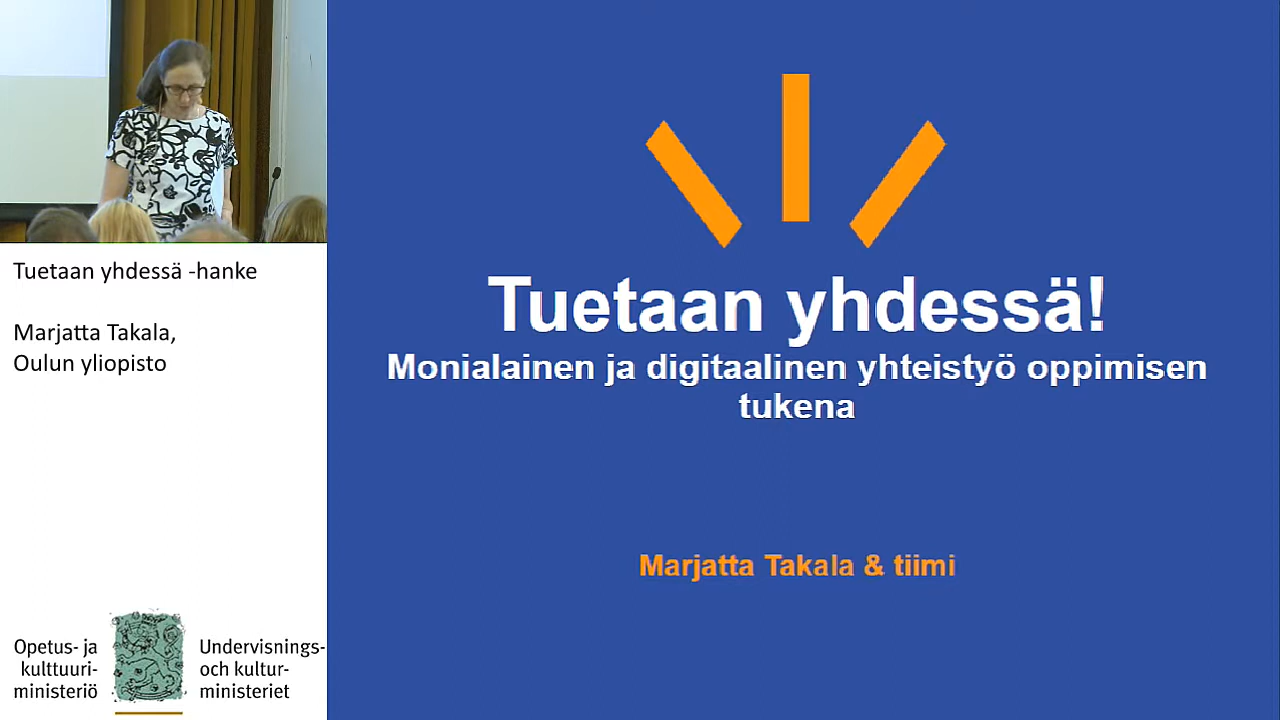 Tuetaan yhdessä -hanke
Marjatta Takala,
Oulun yliopisto
Opetus- ja
kulttuuri-
ministeriö
Undervisnings-
och kultur-
ministeriet
Tuetaan yhdessä!
Monialainen ja digitaalinen yhteistyö oppimisen
tukena
Marjatta Takala & tiimi